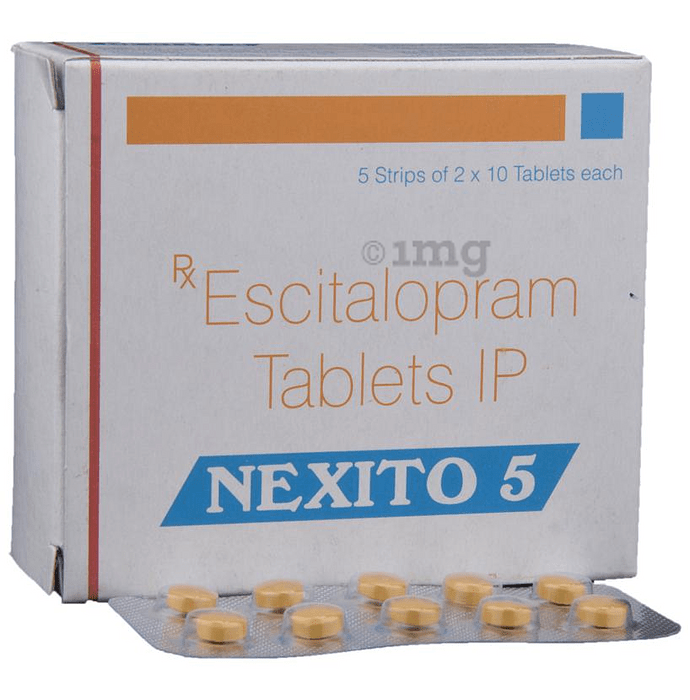 5 Strips of 2 x 10 Tablets each
©1mg
Rx Escitalopram
Tablets IP
NEXITO 5